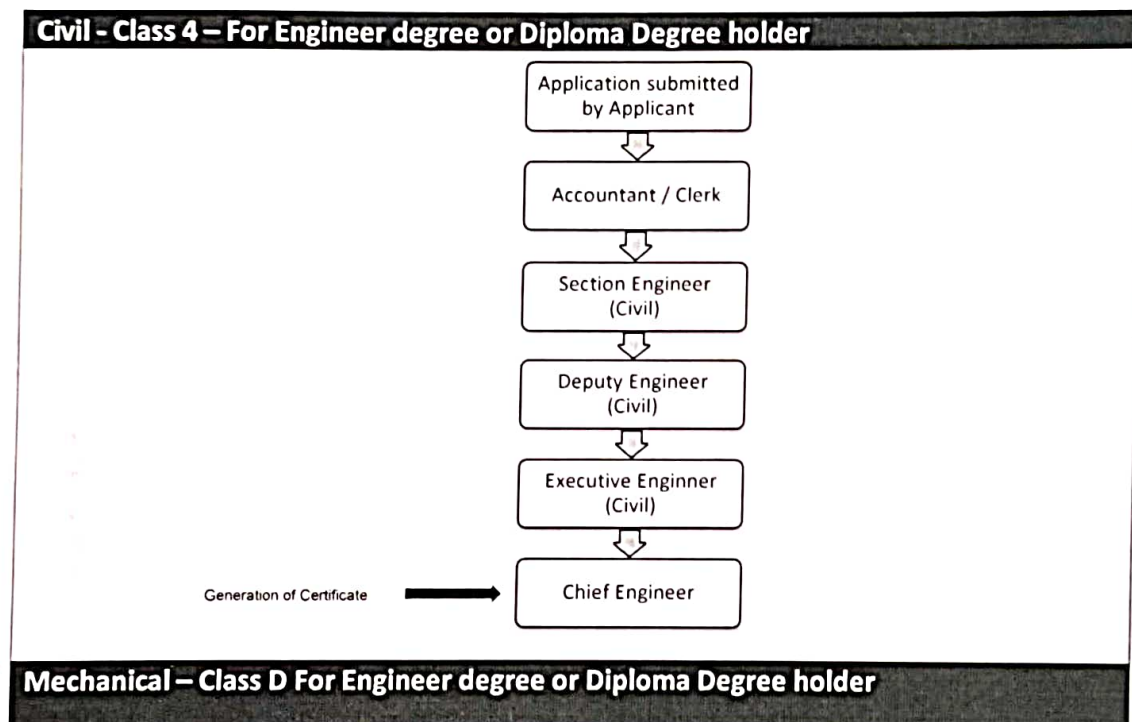 Civil - Class 4 – For Engineer degree or Diploma Degree holder
Application submitted
by Applicant
Accountant / Clerk
Section Engineer
(Civil)
Deputy Engineer
(Civil)
Executive Enginner
(Civil)
Generation of Certificate
Chief Engineer
Mechanical – Class D For Engineer degree or Diploma Degree holder